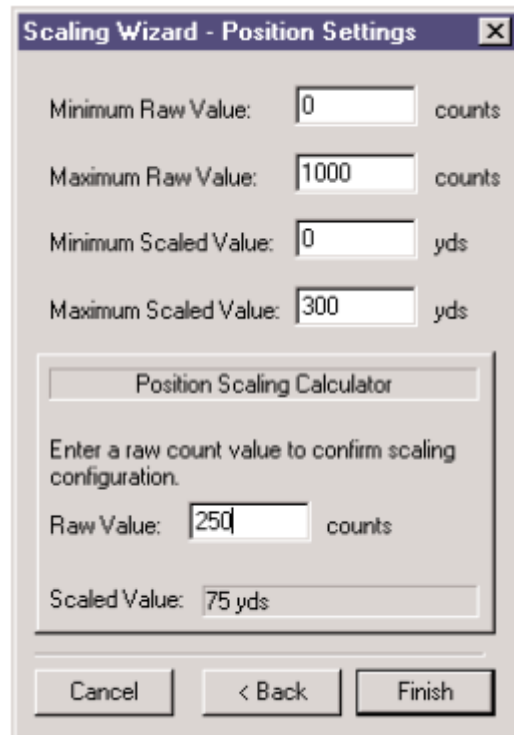 Scaling Wizard - Position Settings
Minimum Raw Value: 0 counts
Maximum Raw Value: 1000 counts
Minimum Scaled Value: 0 yds
Maximum Scaled Value: 300 yds
Position Scaling Calculator
Enter a raw count value to confirm scaling
configuration.
Raw Value: 250 counts
Scaled Value: 75 yds
Cancel < Back Finish